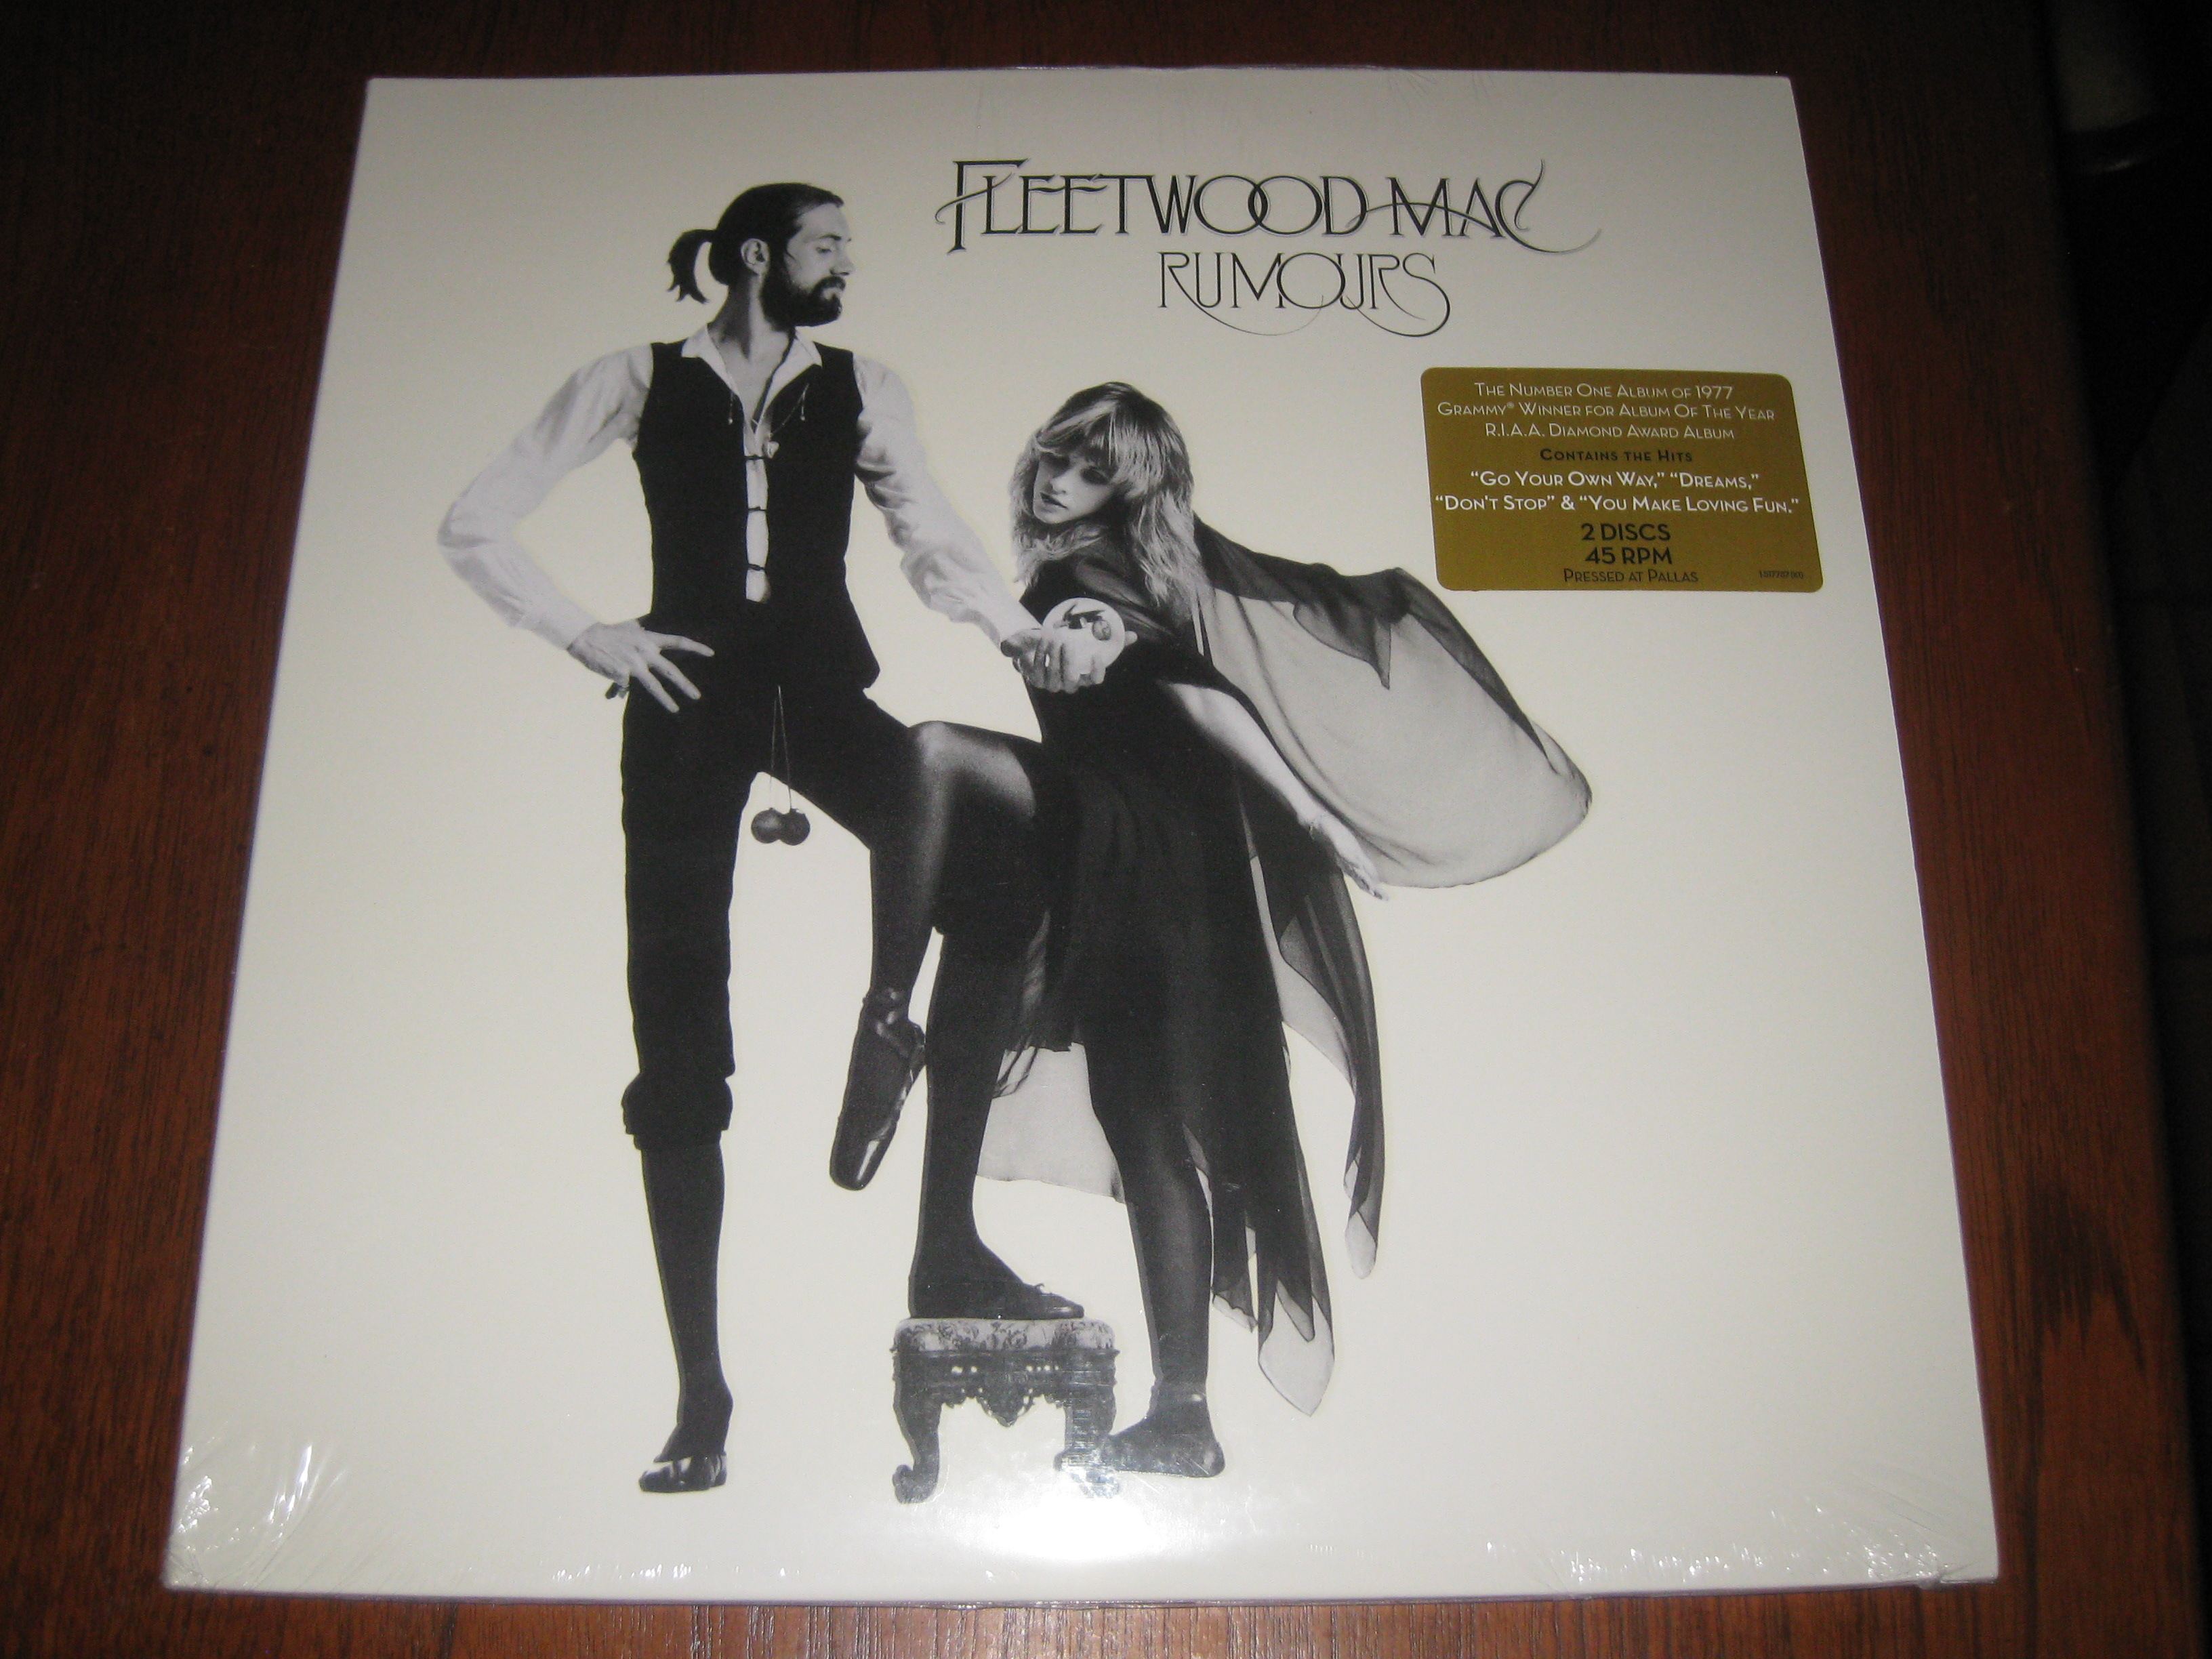 FLEETWOOD MAC
RUMOURS
THE NUMBER ONE ALBUM OF 1977
GRAMMY® WINNER FOR ALBUM OF THE YEAR
R.I.A.A. DIAMOND AWARD ALBUM
CONTAINS THE HITS
“GO YOUR OWN WAY,” “DREAMS,”
“DON'T STOP” & “YOU MAKE LOVING FUN.”
2 DISCS
45 RPM
PRESSED AT PALLAS